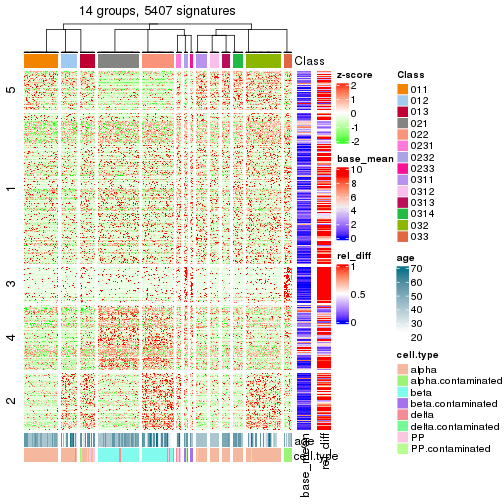 14 groups, 5407 signatures
Class
5
1
3
4
2
age
cell.type
base_mean
rel_diff
z-score
2
1
0
-1
-2
base_mean
10
8
6
4
2
0
rel_diff
1
0.5
0
Class
011
012
013
021
022
0231
0232
0233
0311
0312
0313
0314
032
033
age
70
60
50
40
30
20
cell.type
alpha
alpha.contaminated
beta
beta.contaminated
delta
delta.contaminated
PP
PP.contaminated